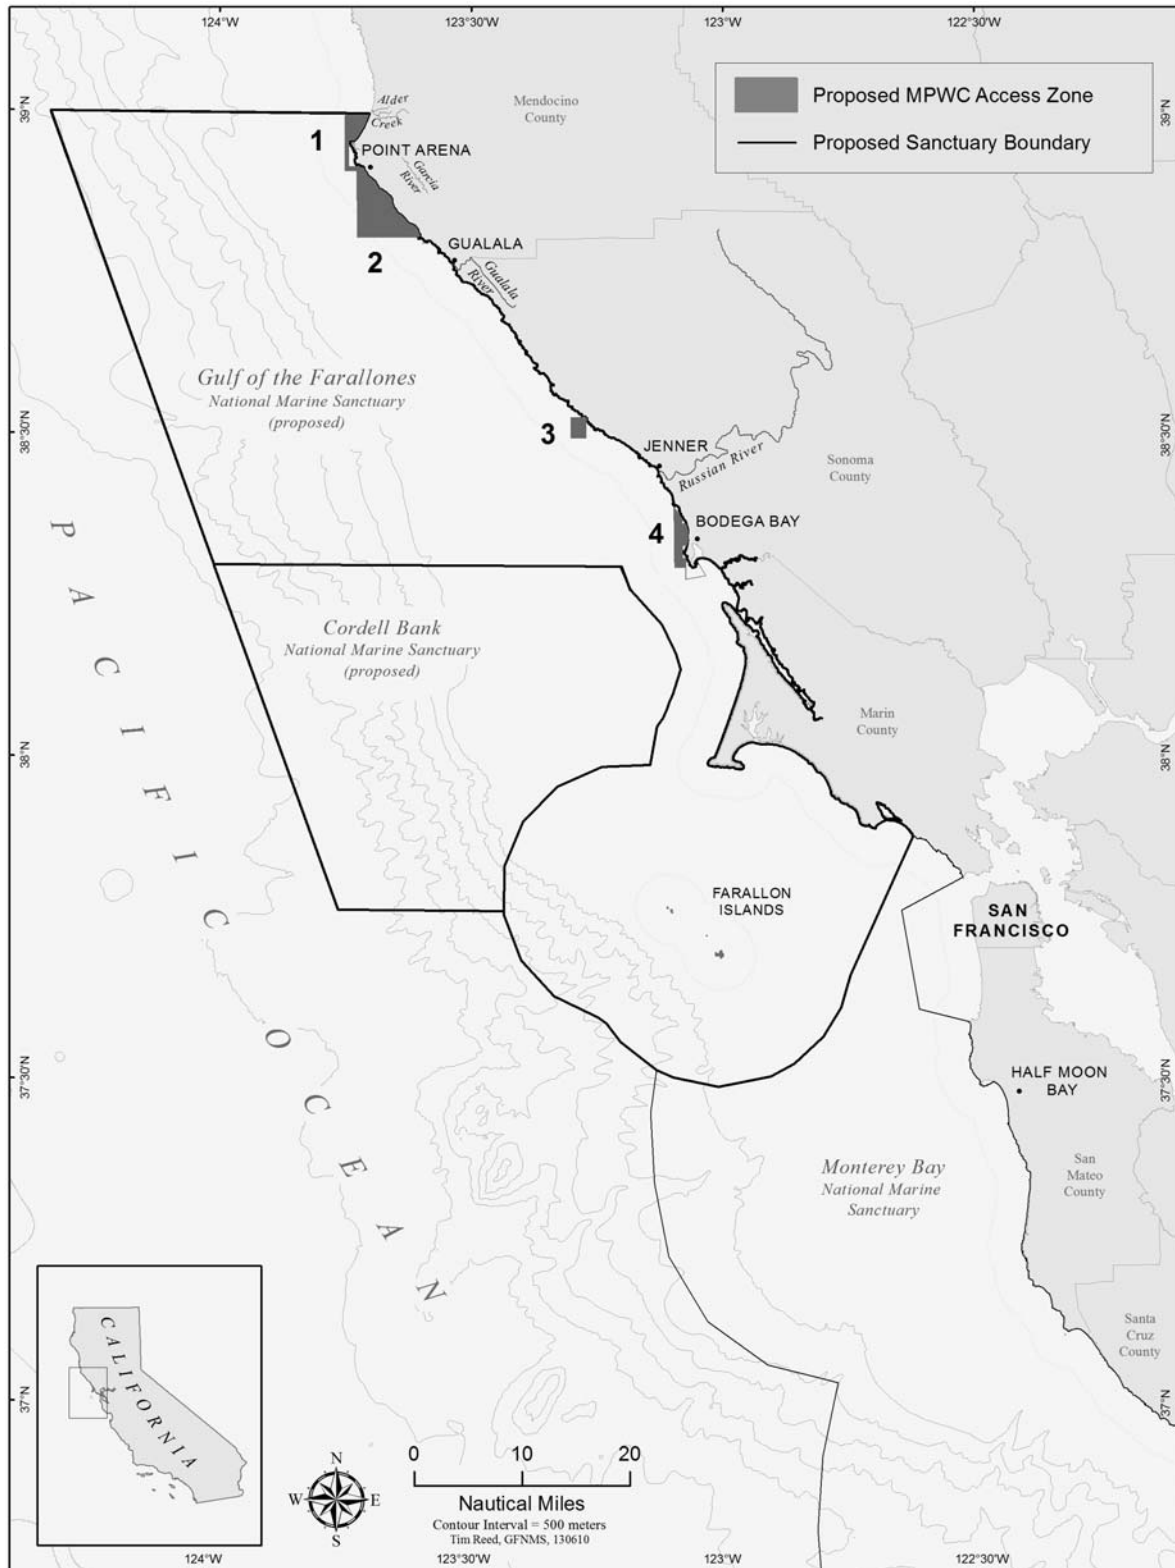 124°W
123°30'W
123°W
122°30'W
Proposed MPWC Access Zone
Proposed Sanctuary Boundary
39°N
39°N
Alder
Creek
Mendocino
County
1
POINT ARENA
Garcia
River
2
GUALALA
Gualala
River
Gulf of the Farallones
National Marine Sanctuary
(proposed)
38°30'N
38°30'N
3
JENNER
Russian River
Sonoma
County
4
BODEGA BAY
PACIFIC OCEAN
Cordell Bank
National Marine Sanctuary
(proposed)
Marin
County
38°N
38°N
FARALLON
ISLANDS
SAN
FRANCISCO
37°30'N
37°30'N
HALF MOON
BAY
Monterey Bay
National Marine
Sanctuary
San
Mateo
County
Santa
Cruz
County
37°N
37°N
CALIFORNIA
N
W
E
S
0
10
20
Nautical Miles
Contour Interval = 500 meters
Tim Reed, GFNMS, 130610
124°W
123°30'W
123°W
122°30'W